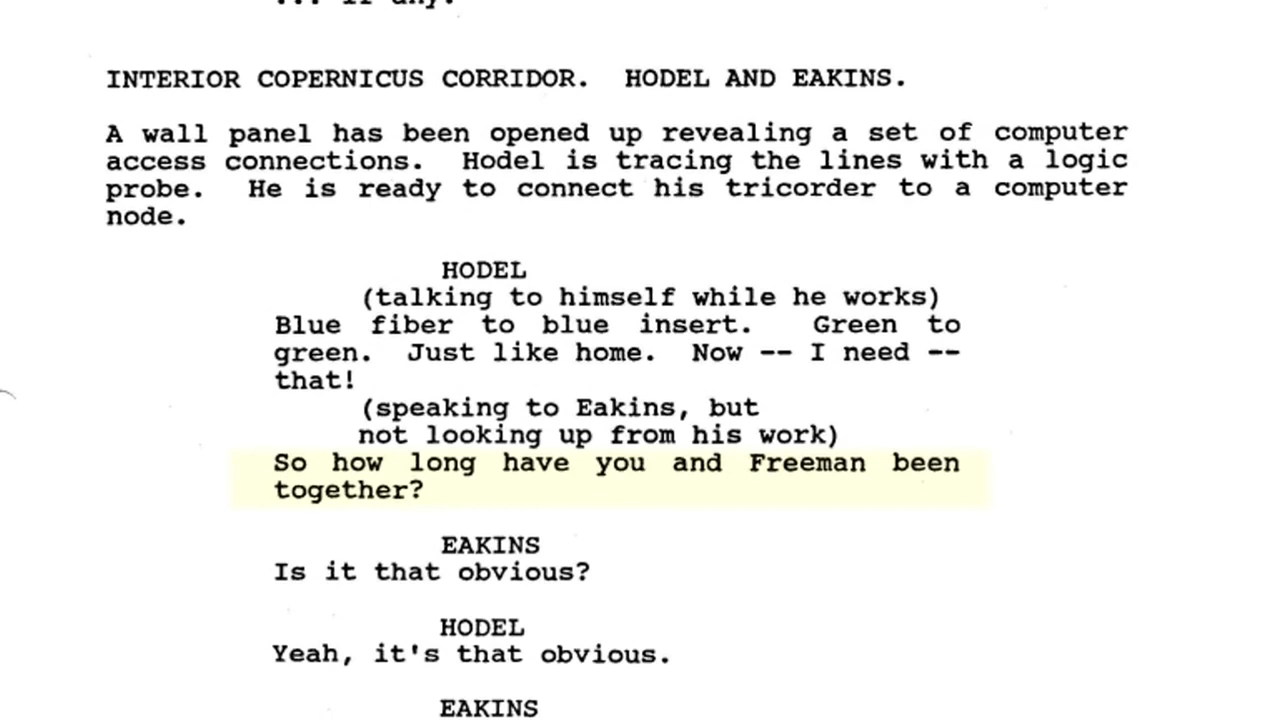 ... if any.
INTERIOR COPERNICUS CORRIDOR. HODEL AND EAKINS.
A wall panel has been opened up revealing a set of computer
access connections. Hodel is tracing the lines with a logic
probe. He is ready to connect his tricorder to a computer
node.
HODEL
(talking to himself while he works)
Blue fiber to blue insert. Green to
green. Just like home. Now -- I need --
that!
(speaking to Eakins, but
not looking up from his work)
So how long have you and Freeman been
together?
EAKINS
Is it that obvious?
HODEL
Yeah, it's that obvious.
EAKINS